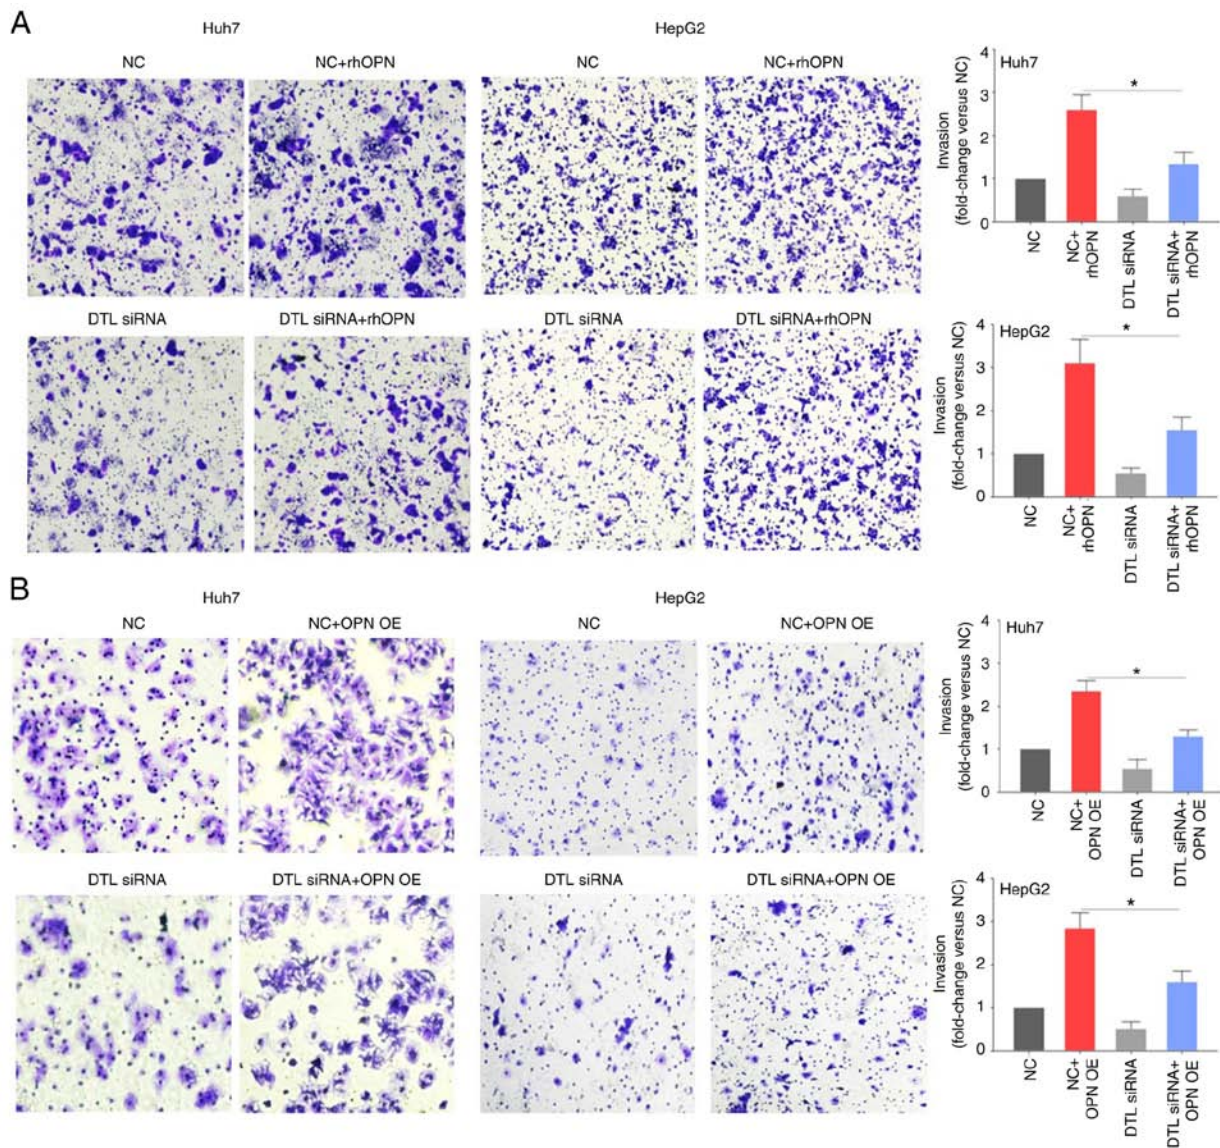 A
Huh7
HepG2
NC
NC+rhOPN
NC
NC+rhOPN
DTL siRNA
DTL siRNA+rhOPN
DTL siRNA
DTL siRNA+rhOPN
Huh7
Invasion
(fold-change versus NC)
4
3
2
1
0
*
NC
NC+
rhOPN
DTL siRNA
DTL siRNA+
rhOPN
HepG2
Invasion
(fold-change versus NC)
4
3
2
1
0
*
NC
NC+
rhOPN
DTL siRNA
DTL siRNA+
rhOPN
B
Huh7
HepG2
NC
NC+OPN OE
NC
NC+OPN OE
DTL siRNA
DTL siRNA+OPN OE
DTL siRNA
DTL siRNA+OPN OE
Huh7
Invasion
(fold-change versus NC)
4
3
2
1
0
*
NC
NC+
OPN OE
DTL siRNA
DTL siRNA+
OPN OE
HepG2
Invasion
(fold-change versus NC)
4
3
2
1
0
*
NC
NC+
OPN OE
DTL siRNA
DTL siRNA+
OPN OE